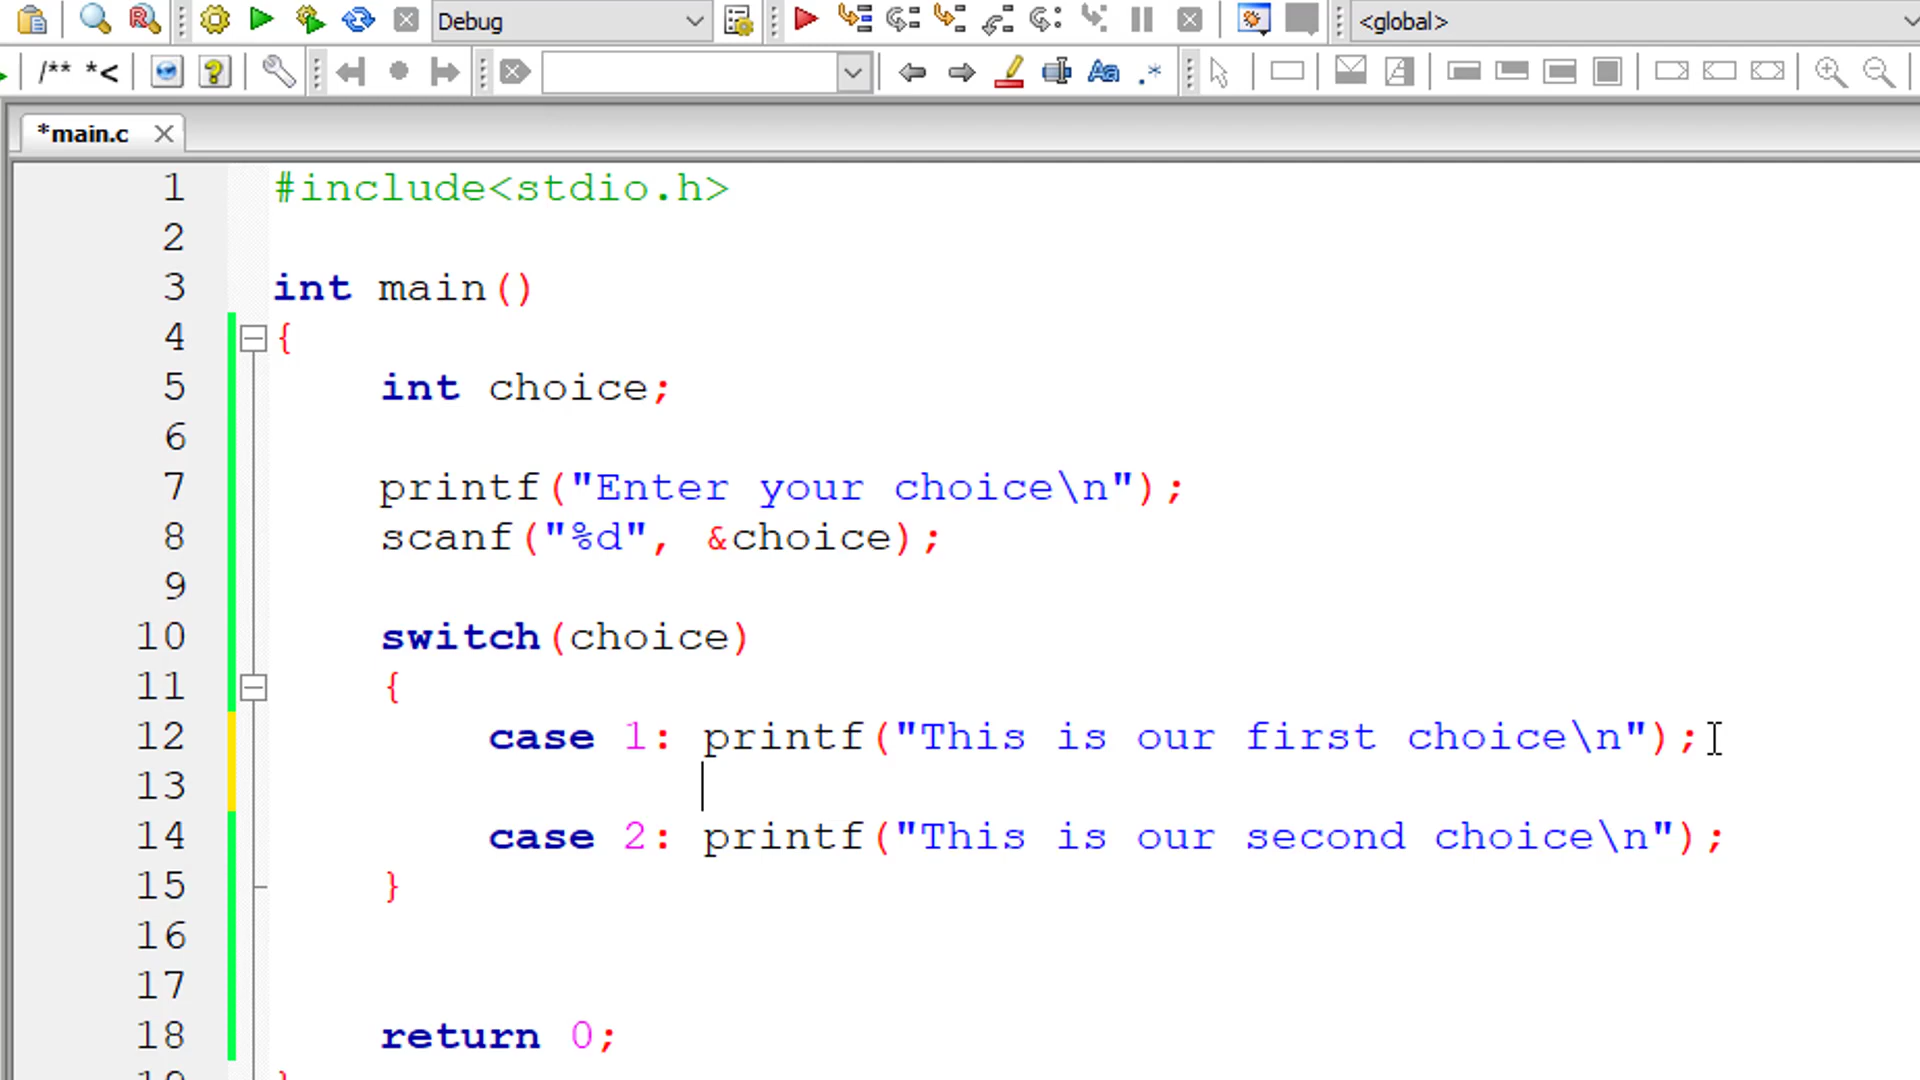 Debug
<global>
/** *<
Aa .*
*main.c
1 #include<stdio.h>
2
3 int main()
4 {
5 int choice;
6
7 printf("Enter your choice\n");
8 scanf("%d", &choice);
9
10 switch(choice)
11 {
12 case 1: printf("This is our first choice\n");
13
14 case 2: printf("This is our second choice\n");
15 }
16
17
18 return 0;
19 }